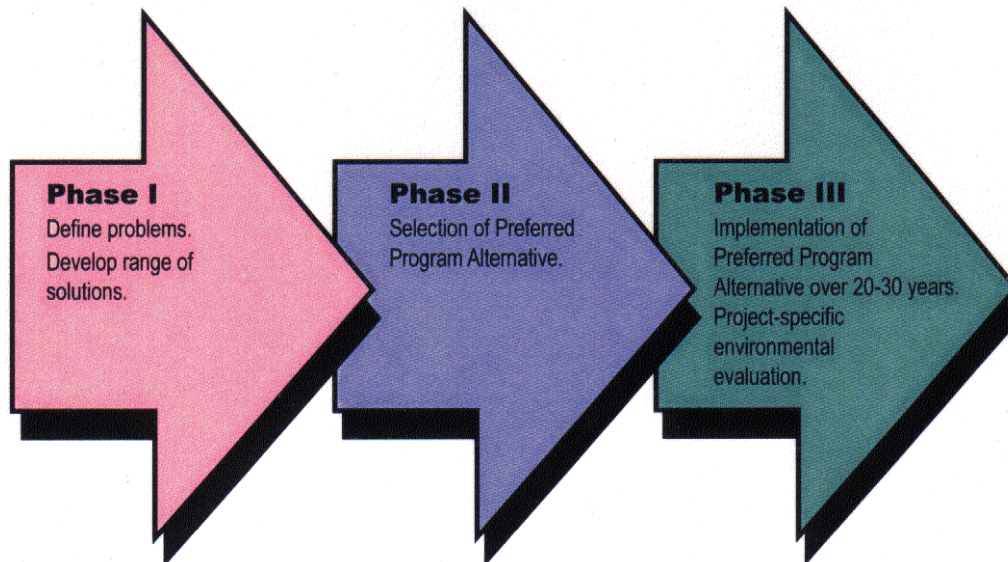 Phase I
Define problems.
Develop range of
solutions.
Phase II
Selection of Preferred
Program Alternative.
Phase III
Implementation of
Preferred Program
Alternative over 20-30 years.
Project-specific
environmental
evaluation.